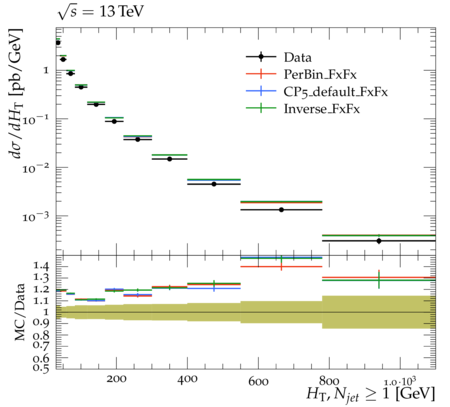 √s = 13 TeV
dσ/dH_T [pb/GeV]
1
10⁻¹
10⁻²
10⁻³
Data
PerBin_FxFx
CP5_default_FxFx
Inverse_FxFx
MC/Data
1.4
1.3
1.2
1.1
1
0.9
0.8
0.7
0.6
0.5
200 400 600 800 1.0·10³
H_T, N_jet ≥ 1 [GeV]